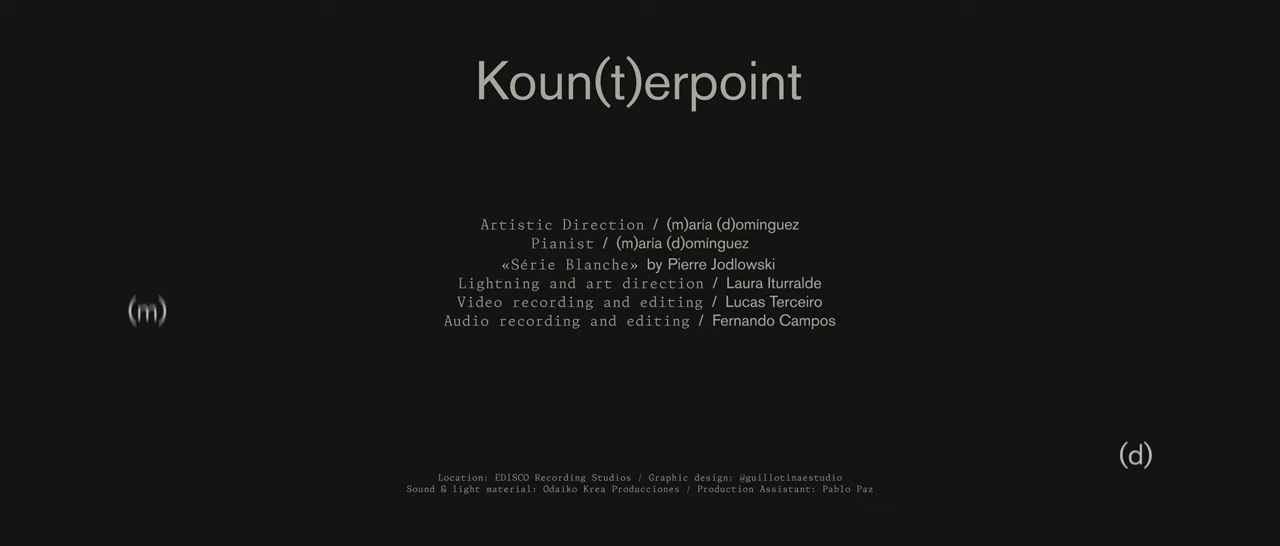 Koun(t)erpoint
Artistic Direction / (m)aría (d)omínguez
Pianist / (m)aría (d)omínguez
«Série Blanche» by Pierre Jodlowski
Lightning and art direction / Laura Iturralde
Video recording and editing / Lucas Terceiro
Audio recording and editing / Fernando Campos
(m)
(d)
Location: EDISCO Recording Studios / Graphic design: @guillotinaestudio
Sound & light material: Odaiko Krea Producciones / Production Assistant: Pablo Paz